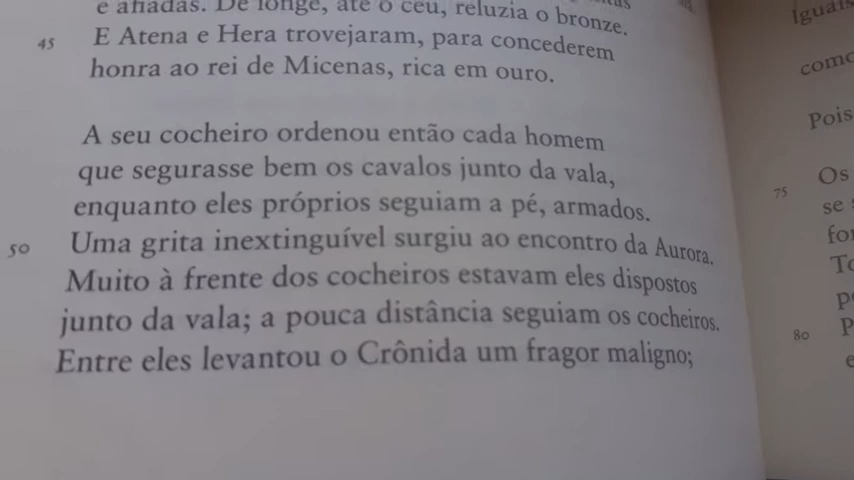 e afiadas. De longe, até o céu, reluzia o bronze.
45 E Atena e Hera trovejaram, para concederem
honra ao rei de Micenas, rica em ouro.
A seu cocheiro ordenou então cada homem
que segurasse bem os cavalos junto da vala,
enquanto eles próprios seguiam a pé, armados.
50 Uma grita inextinguível surgiu ao encontro da Aurora.
Muito à frente dos cocheiros estavam eles dispostos
junto da vala; a pouca distância seguiam os cocheiros.
Entre eles levantou o Crônida um fragor maligno;
Iguais
como
Pois
75 Os
se
80